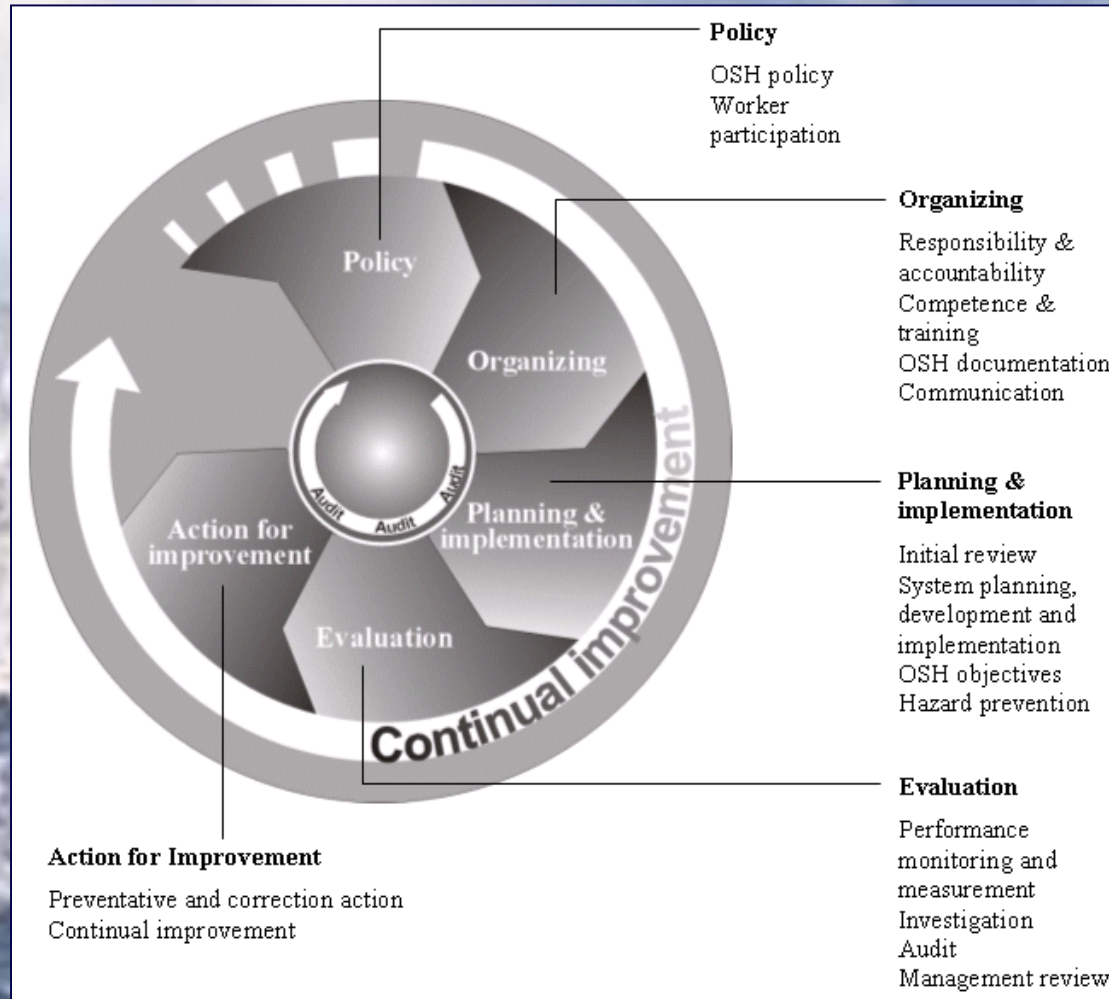 Policy
OSH policy
Worker
participation
Organizing
Responsibility &
accountability
Competence &
training
OSH documentation
Communication
Planning &
implementation
Initial review
System planning,
development and
implementation
OSH objectives
Hazard prevention
Evaluation
Performance
monitoring and
measurement
Investigation
Audit
Management review
Action for Improvement
Preventative and correction action
Continual improvement
Policy
Organizing
Planning &
implementation
Evaluation
Action for
improvement
Audit
Audit
Audit
Continual improvement